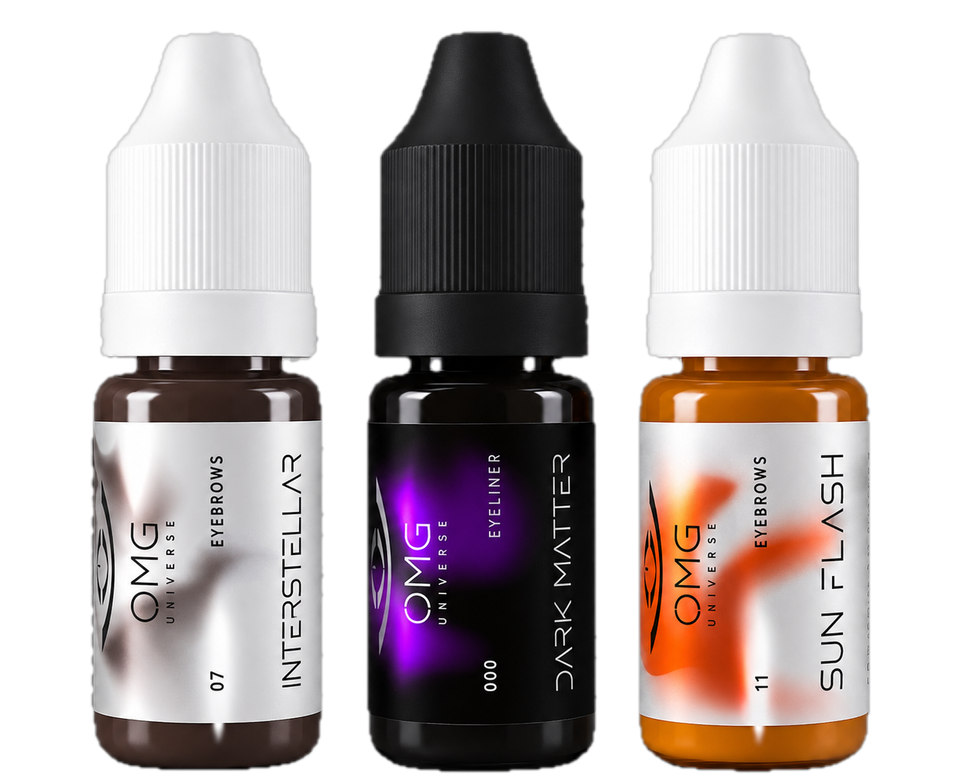 OMG
UNIVERSE
EYEBROWS
07
INTERSTELLAR
OMG
UNIVERSE
EYELINER
000
DARK MATTER
OMG
UNIVERSE
EYEBROWS
11
SUN FLASH